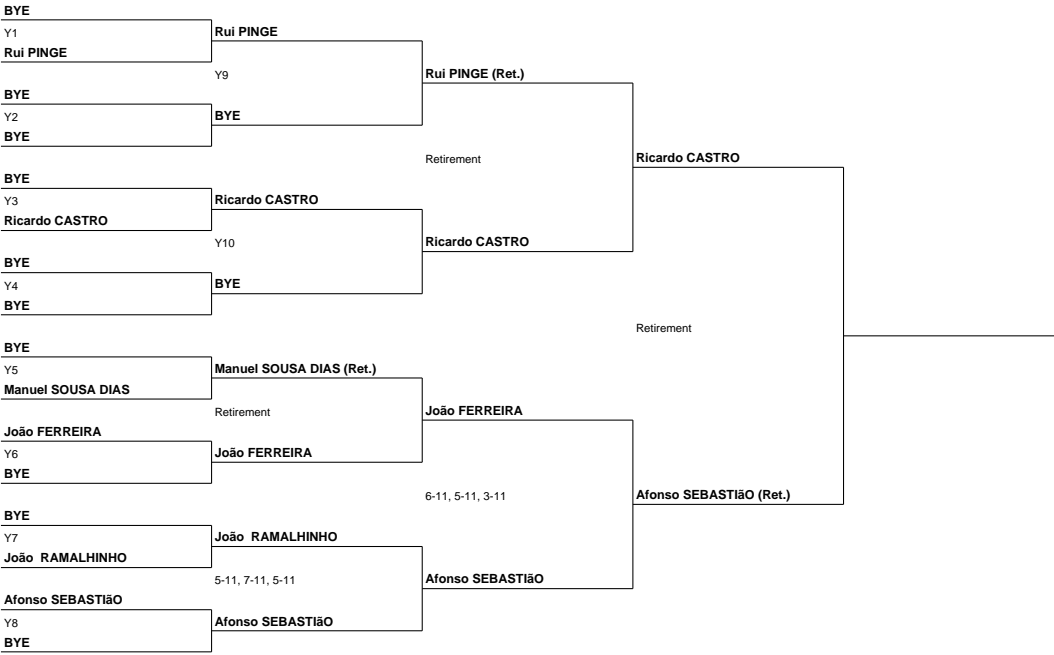 BYE
Y1
Rui PINGE
Rui PINGE
Y9
Rui PINGE (Ret.)
BYE
Y2
BYE
BYE
Retirement
Ricardo CASTRO
BYE
Y3
Ricardo CASTRO
Ricardo CASTRO
Y10
Ricardo CASTRO
BYE
Y4
BYE
BYE
Retirement
BYE
Y5
Manuel SOUSA DIAS
Manuel SOUSA DIAS (Ret.)
Retirement
João FERREIRA
João FERREIRA
Y6
BYE
João FERREIRA
6-11, 5-11, 3-11
Afonso SEBASTIãO (Ret.)
BYE
Y7
João  RAMALHINHO
João  RAMALHINHO
5-11, 7-11, 5-11
Afonso SEBASTIãO
Afonso SEBASTIãO
Y8
BYE
Afonso SEBASTIãO